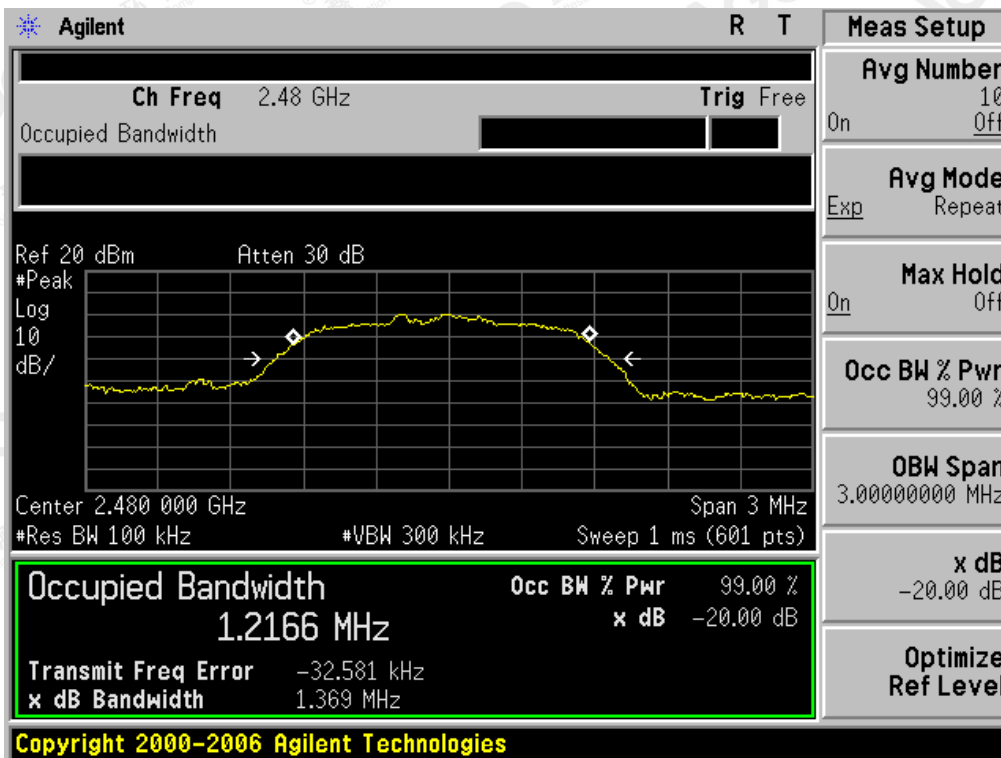 Agilent R T
Ch Freq 2.48 GHz Trig Free
Occupied Bandwidth
Ref 20 dBm Atten 30 dB
#Peak
Log
10
dB/
Center 2.480 000 GHz Span 3 MHz
#Res BW 100 kHz #VBW 300 kHz Sweep 1 ms (601 pts)
Occupied Bandwidth Occ BW % Pwr 99.00 %
1.2166 MHz x dB -20.00 dB
Transmit Freq Error -32.581 kHz
x dB Bandwidth 1.369 MHz
Copyright 2000-2006 Agilent Technologies
Meas Setup
Avg Number
10
On Off
Avg Mode
Exp Repeat
Max Hold
On Off
Occ BW % Pwr
99.00 %
OBW Span
3.00000000 MHz
x dB
-20.00 dB
Optimize
Ref Level